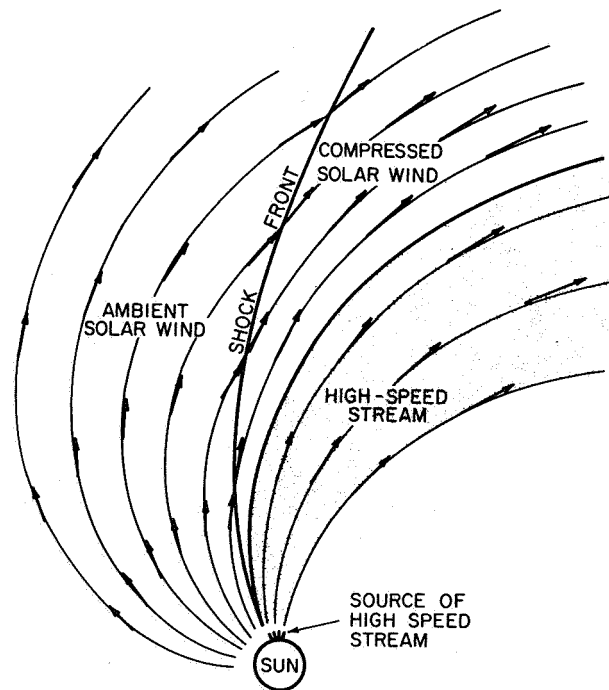 COMPRESSED
SOLAR WIND
SHOCK FRONT
AMBIENT
SOLAR WIND
HIGH-SPEED
STREAM
SOURCE OF
HIGH SPEED
STREAM
SUN